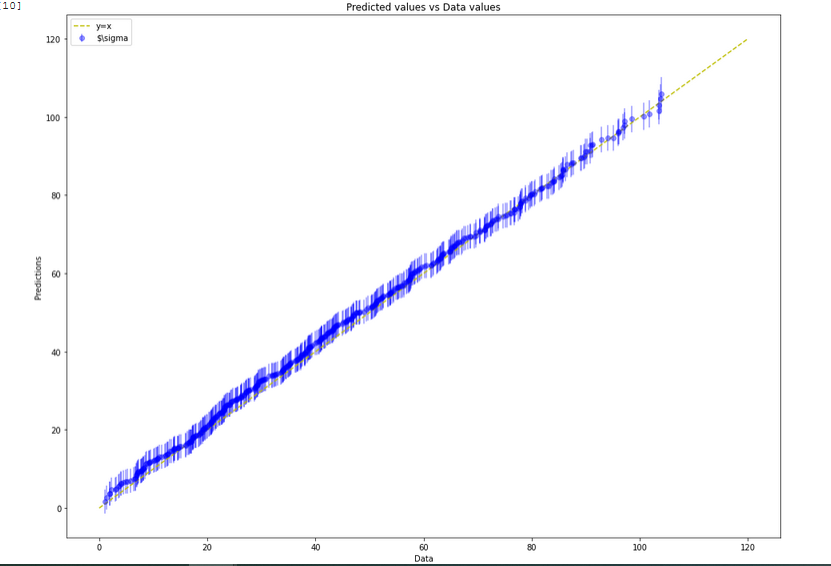 [10]
Predicted values vs Data values
y=x
$\sigma
120
100
80
60
40
20
0
Predictions
0 20 40 60 80 100 120
Data